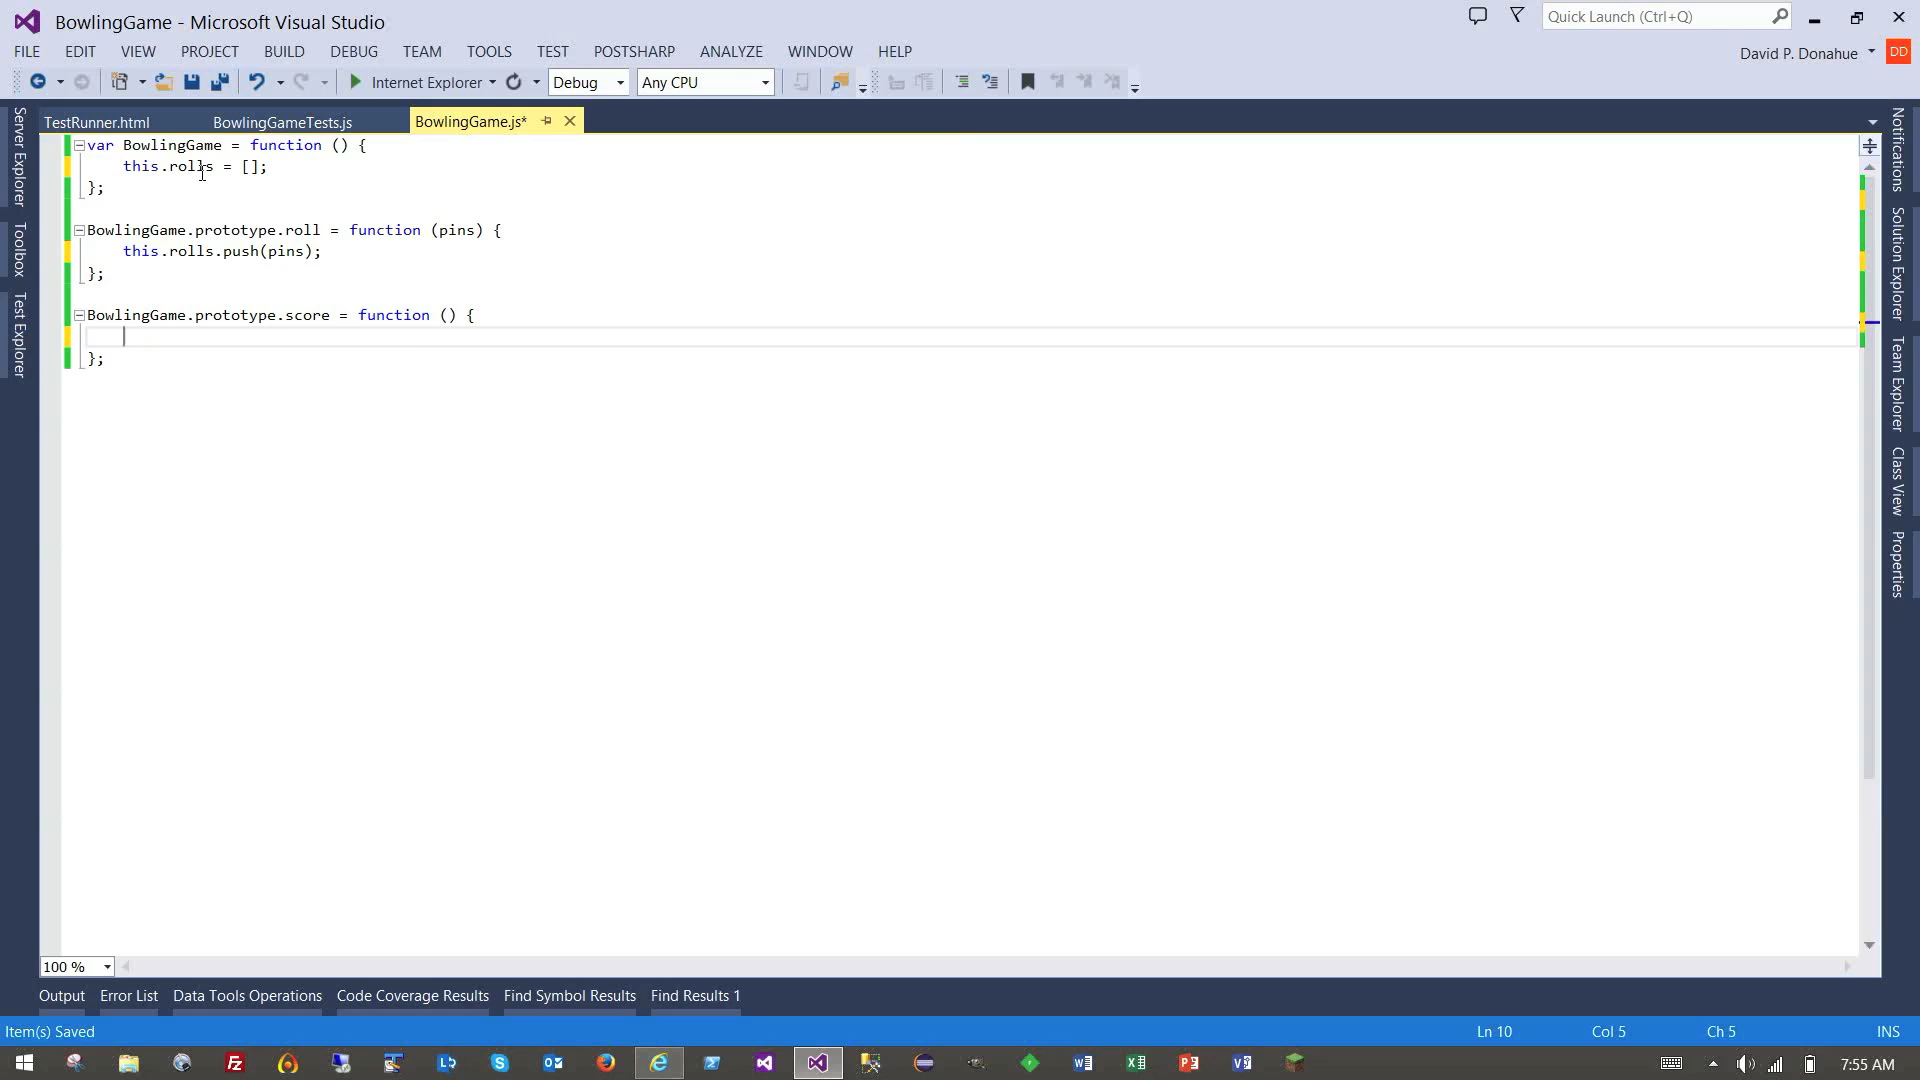 BowlingGame - Microsoft Visual Studio
Quick Launch (Ctrl+Q)
FILE EDIT VIEW PROJECT BUILD DEBUG TEAM TOOLS TEST POSTSHARP ANALYZE WINDOW HELP
David P. Donahue DD
Internet Explorer Debug Any CPU
TestRunner.html BowlingGameTests.js BowlingGame.js*
Server Explorer
Toolbox
Test Explorer
var BowlingGame = function () {
this.rolls = [];
};
BowlingGame.prototype.roll = function (pins) {
this.rolls.push(pins);
};
BowlingGame.prototype.score = function () {
};
Notifications
Solution Explorer
Team Explorer
Class View
Properties
100 %
Output Error List Data Tools Operations Code Coverage Results Find Symbol Results Find Results 1
Item(s) Saved Ln 10 Col 5 Ch 5 INS
7:55 AM